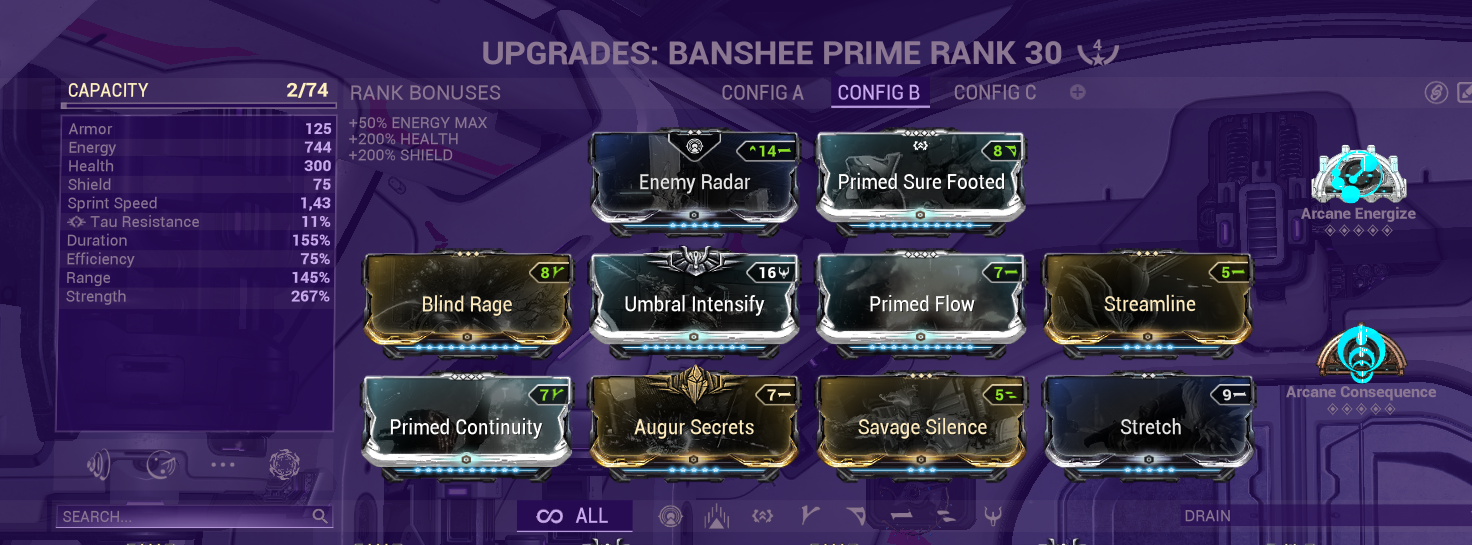 UPGRADES: BANSHEE PRIME RANK 30 4
CAPACITY 2/74
RANK BONUSES
CONFIG A CONFIG B CONFIG C
+50% ENERGY MAX
+200% HEALTH
+200% SHIELD
Armor 125
Energy 744
Health 300
Shield 75
Sprint Speed 1,43
Tau Resistance 11%
Duration 155%
Efficiency 75%
Range 145%
Strength 267%
14 8
Enemy Radar Primed Sure Footed
Arcane Energize
8 16 7 5
Blind Rage Umbral Intensify Primed Flow Streamline
7 7 5 9
Primed Continuity Augur Secrets Savage Silence Stretch
Arcane Consequence
SEARCH... ALL DRAIN